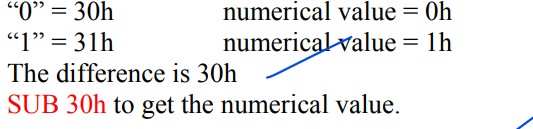 “0” = 30h numerical value = 0h
“1” = 31h numerical value = 1h
The difference is 30h
SUB 30h to get the numerical value.